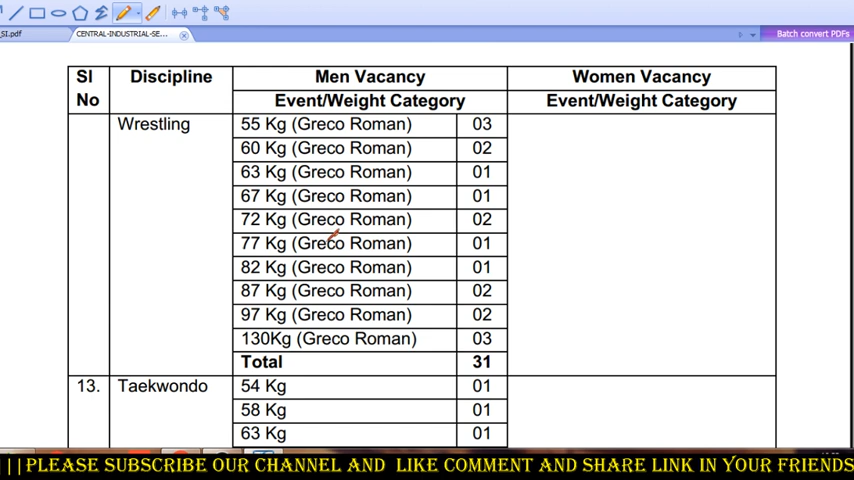 _SI.pdf
CENTRAL-INDUSTRIAL-SE...
Batch convert PDFs
Sl No
Discipline
Men Vacancy
Women Vacancy
Event/Weight Category
Event/Weight Category
Wrestling
55 Kg (Greco Roman) 03
60 Kg (Greco Roman) 02
63 Kg (Greco Roman) 01
67 Kg (Greco Roman) 01
72 Kg (Greco Roman) 02
77 Kg (Greco Roman) 01
82 Kg (Greco Roman) 01
87 Kg (Greco Roman) 02
97 Kg (Greco Roman) 02
130Kg (Greco Roman) 03
Total 31
13. Taekwondo 54 Kg 01
58 Kg 01
63 Kg 01
||PLEASE SUBSCRIBE OUR CHANNEL AND LIKE COMMENT AND SHARE LINK IN YOUR FRIENDS